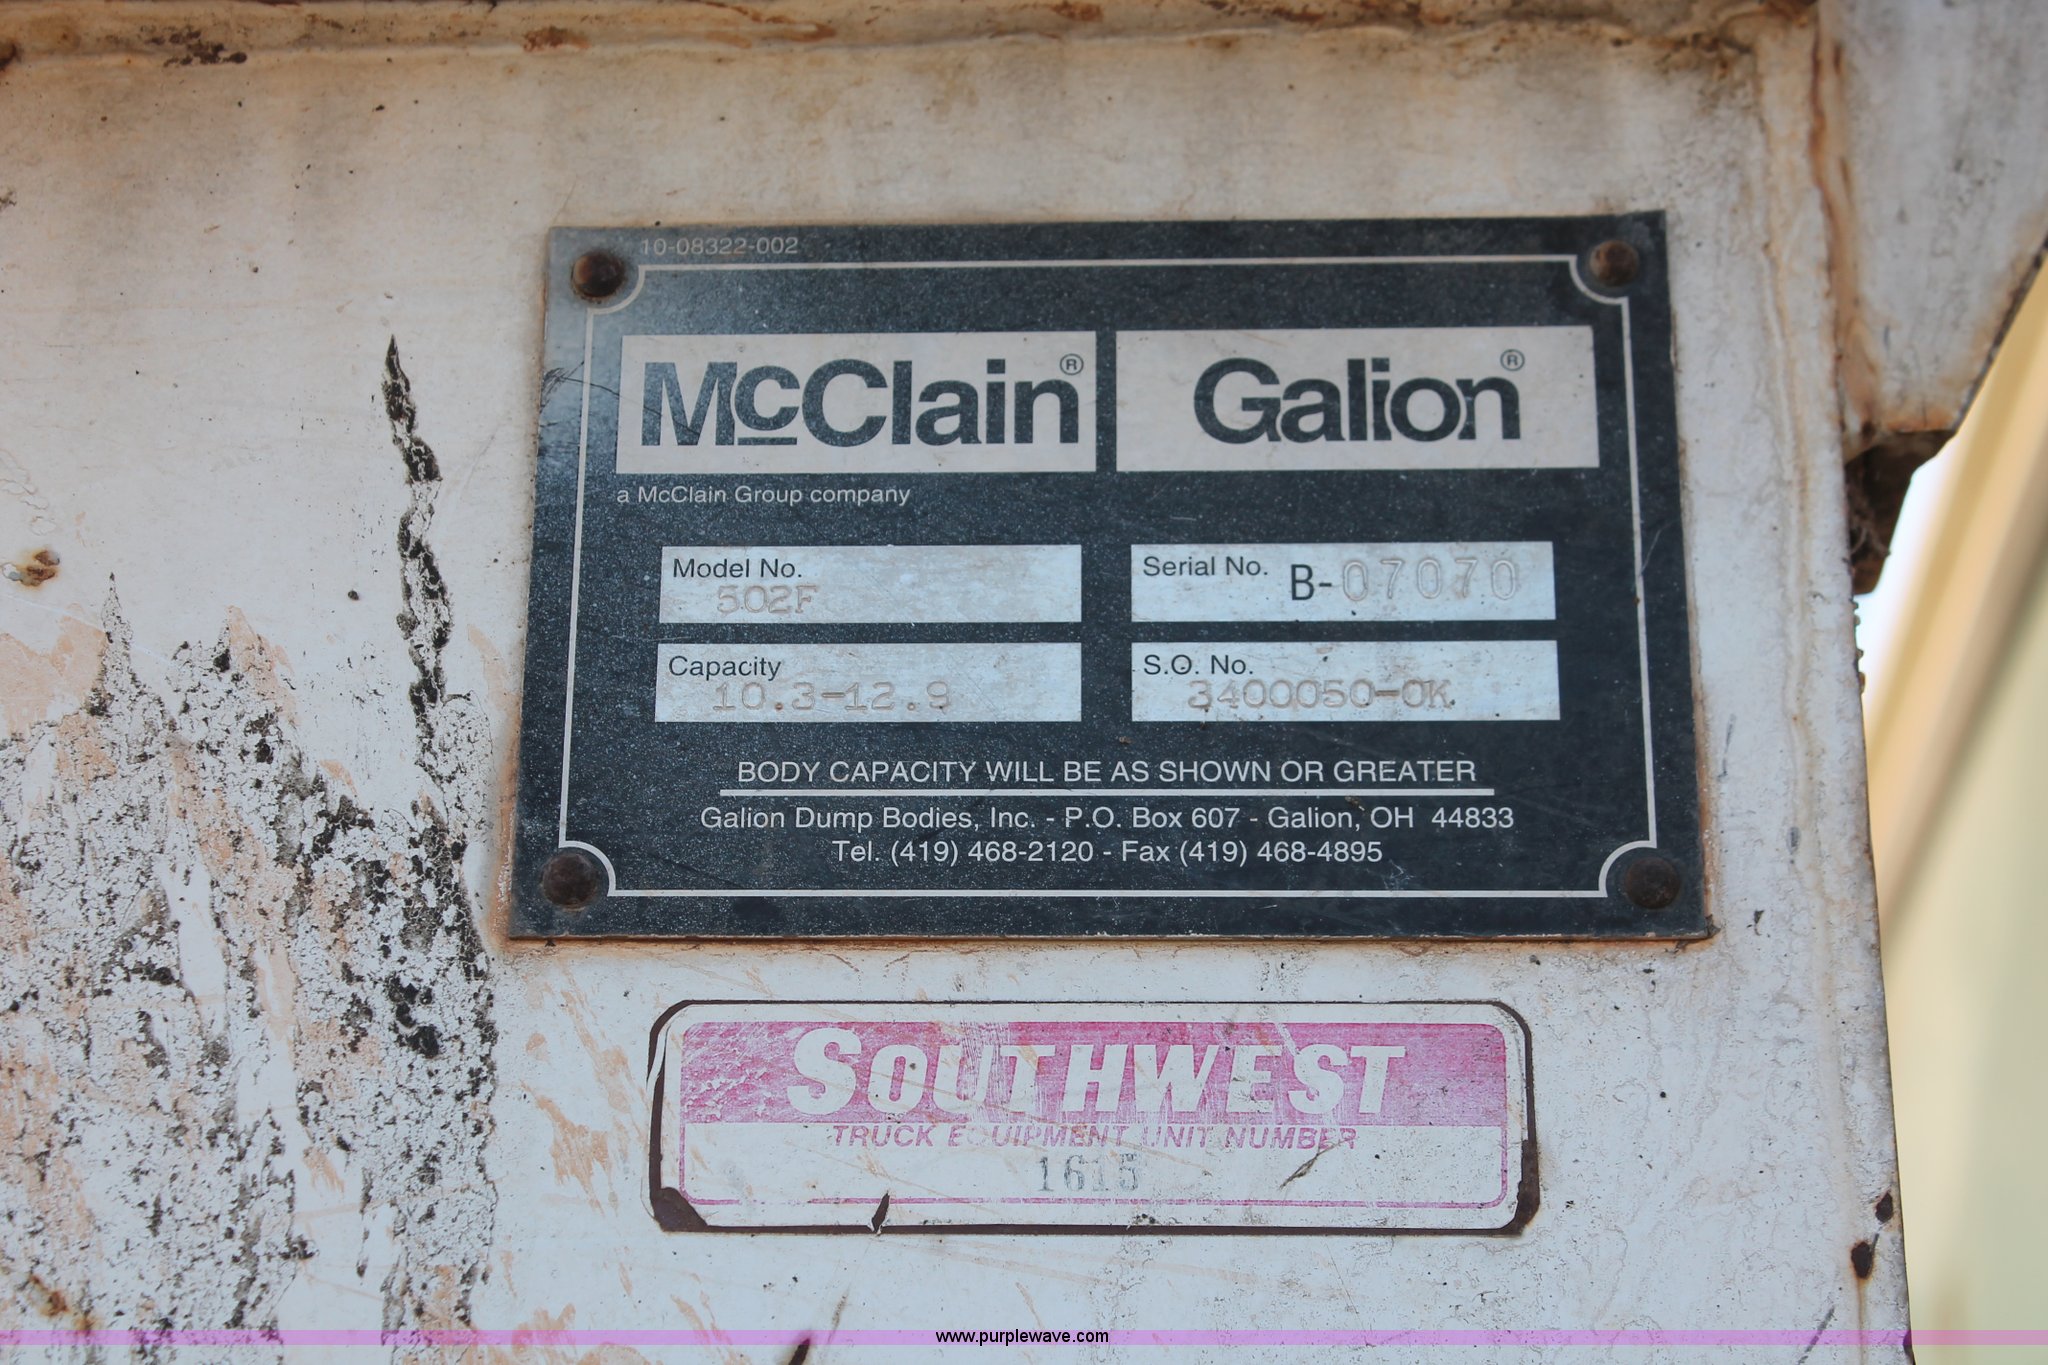 10-08322-002
McClain® Galion®
a McClain Group company
Model No. 502F
Serial No. B-07070
Capacity 10.3-12.9
S.O. No. 3400050-0K
BODY CAPACITY WILL BE AS SHOWN OR GREATER
Galion Dump Bodies, Inc. - P.O. Box 607 - Galion, OH 44833
Tel. (419) 468-2120 - Fax (419) 468-4895
SOUTHWEST
TRUCK EQUIPMENT UNIT NUMBER
1615
www.purplewave.com